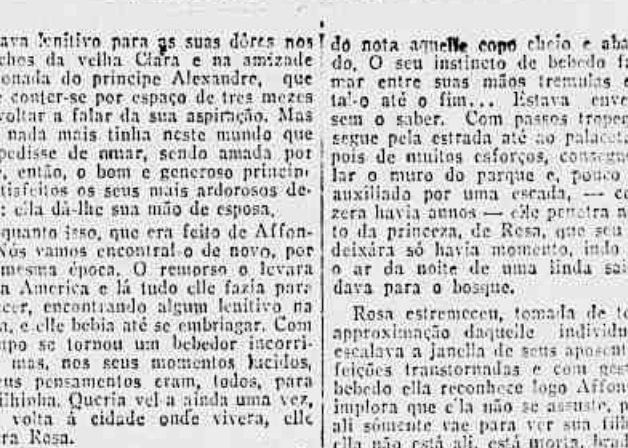 ava lenitivo para as suas dôres nos
chos da velha Clara e na amizade
onada do principe Alexandre, que
conter-se por espaço de tres mezes
voltar a falar da sua aspiração. Mas
nada mais tinha neste mundo que
pedisse de amar, sendo amada por
, então, o bom e generoso princip
tisfeitos os seus mais ardorosos de-
: ella dá-lhe sua mão de esposa.
quanto isso, que era feito de Affon-
Nós vamos encontral-o de novo, por
mesma época. O remorso o levara
a America e lá tudo elle fazia para
cer, encontrando algum lenitivo na
a, e elle bebia até se embriagar. Com
mpo se tornou um bebedor incorri-
mas, nos seus momentos lucidos,
us pensamentos eram, todos, para
ilhinha. Queria vel-a ainda uma vez,
volta á cidade onde vivera, elle
ra Rosa.
do nota aquelle copo cheio e aba
do. O seu instincto de bebedo fa
mar entre suas mãos tremulas e
tal-o até o fim... Estava enve
sem o saber. Com passos tropeç
segue pela estrada até ao palacet
pois de muitos esforços, consegue
lar o muro do parque e, pouco
auxiliado por uma escada, — co
zera havia annos — elle penetra n
to da princeza, de Rosa, que seu
deixára só havia momento, indo
o ar da noite de uma linda sai
dava para o bosque.
Rosa estremeceu, tomada de te
approximação daquelle individu
escalava a janella de seus aposent
feições transtornadas e com gest
bebedo ella reconhece logo Affon
implora que ella não se assuste, p
ali sómente vae para ver sua fil
ella não está ali, está morta,